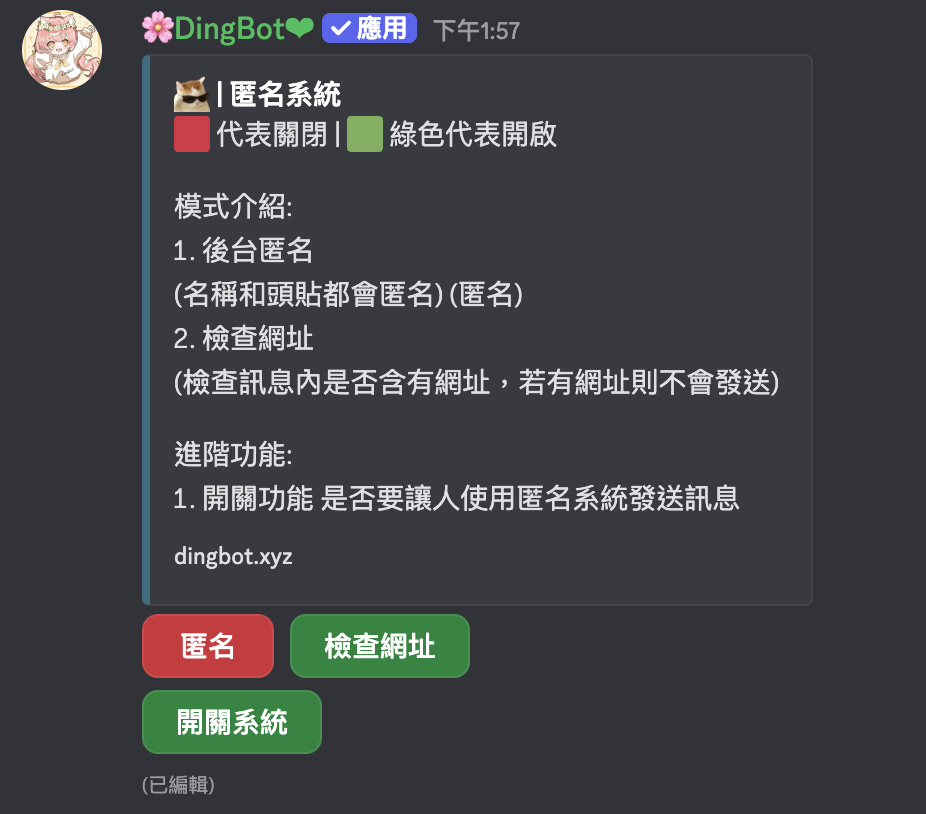 🌸DingBot❤ ✓ 應用 下午1:57
| 匿名系統
🟥 代表關閉 | 🟩 綠色代表開啟
模式介紹:
1. 後台匿名
(名稱和頭貼都會匿名) (匿名)
2. 檢查網址
(檢查訊息內是否含有網址，若有網址則不會發送)
進階功能:
1. 開關功能 是否要讓人使用匿名系統發送訊息
dingbot.xyz
匿名 檢查網址
開關系統
(已編輯)